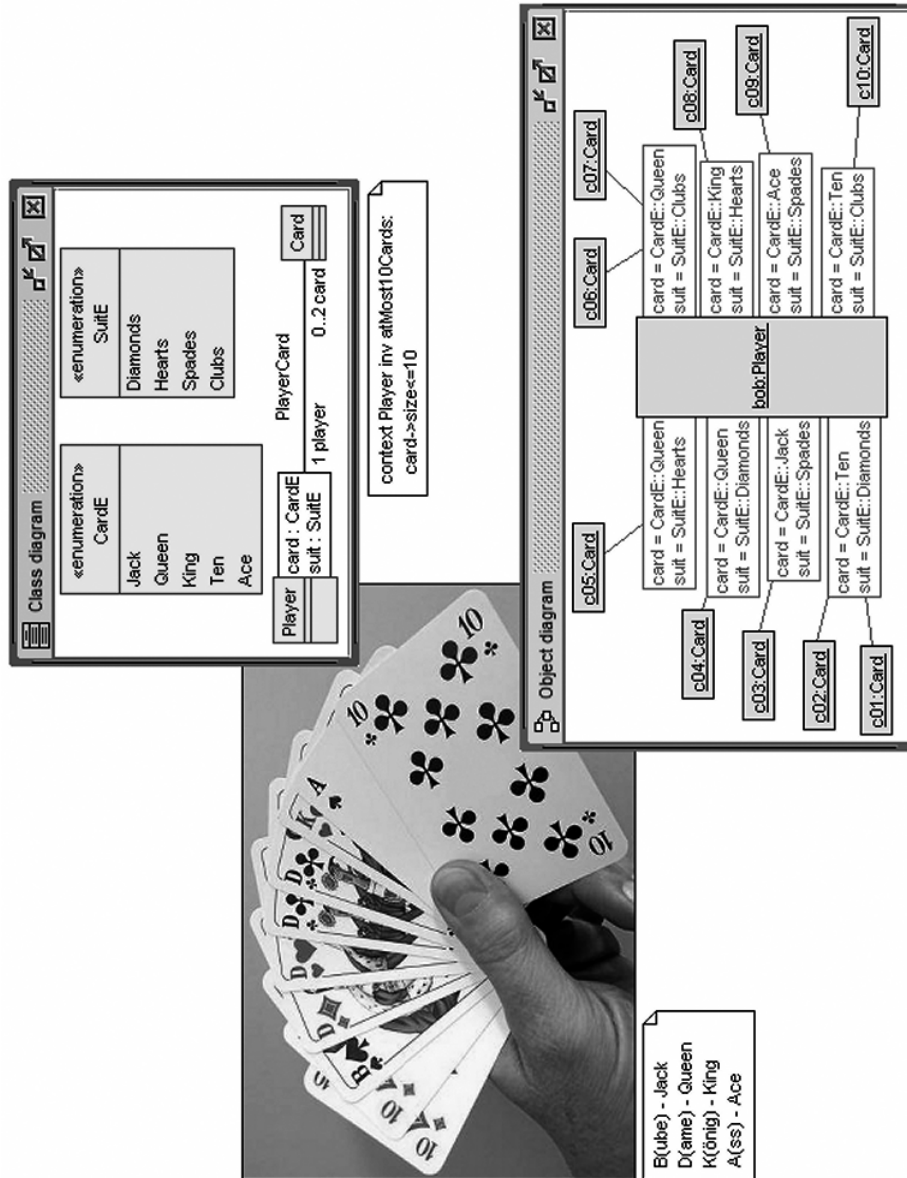 Class diagram
«enumeration»
CardE
Jack
Queen
King
Ten
Ace
«enumeration»
SuitE
Diamonds
Hearts
Spades
Clubs
Player
card : CardE
suit : SuitE
PlayerCard
1 player
0..2 card
Card
context Player inv atMost10Cards:
card->size<=10
10
10
10
B
D
D
D
D
K
A
10
10
10
B(ube) - Jack
D(ame) - Queen
K(önig) - King
A(ss) - Ace
Object diagram
c05:Card
c06:Card
c07:Card
c04:Card
c03:Card
c02:Card
c01:Card
card = CardE::Queen
suit = SuitE::Hearts
card = CardE::Queen
suit = SuitE::Diamonds
card = CardE::Jack
suit = SuitE::Spades
card = CardE::Ten
suit = SuitE::Diamonds
bob:Player
card = CardE::Queen
suit = SuitE::Clubs
card = CardE::King
suit = SuitE::Hearts
card = CardE::Ace
suit = SuitE::Spades
card = CardE::Ten
suit = SuitE::Clubs
c08:Card
c09:Card
c10:Card